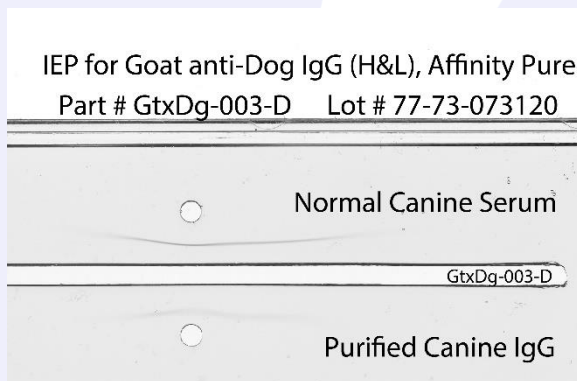 IEP for Goat anti-Dog IgG (H&L), Affinity Pure
Part # GtxDg-003-D Lot # 77-73-073120
Normal Canine Serum
GtxDg-003-D
Purified Canine IgG